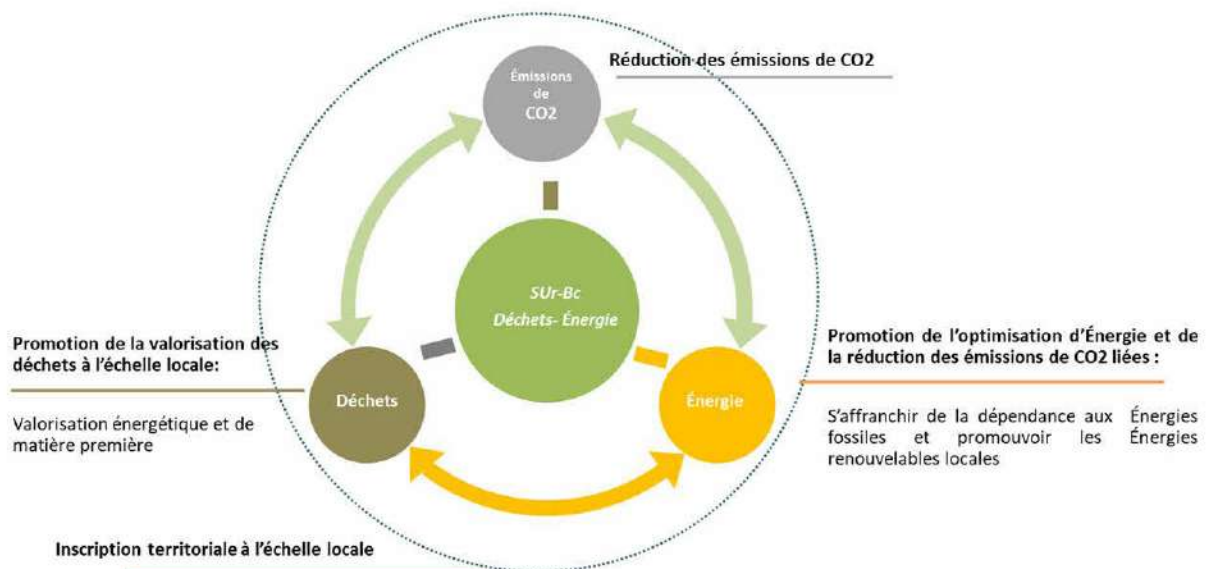 Réduction des émissions de CO2
Émissions
de
CO2
SUr-Bc
Déchets- Énergie
Promotion de la valorisation des
déchets à l'échelle locale:
Valorisation énergétique et de
matière première
Déchets
Énergie
Promotion de l'optimisation d'Énergie et de
la réduction des émissions de CO2 liées :
S'affranchir de la dépendance aux Énergies
fossiles et promouvoir les Énergies
renouvelables locales
Inscription territoriale à l'échelle locale